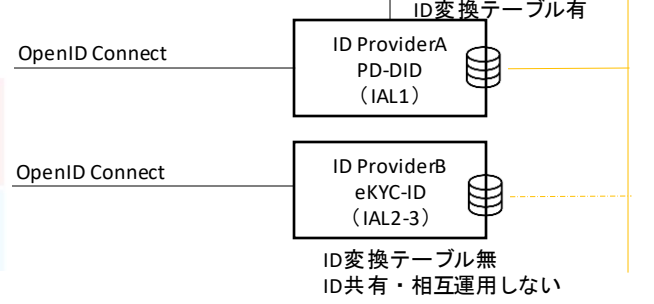 ID変換テーブル有
OpenID Connect
ID ProviderA
PD-DID
（IAL1）
OpenID Connect
ID ProviderB
eKYC-ID
（IAL2-3）
ID変換テーブル無
ID共有・相互運用しない